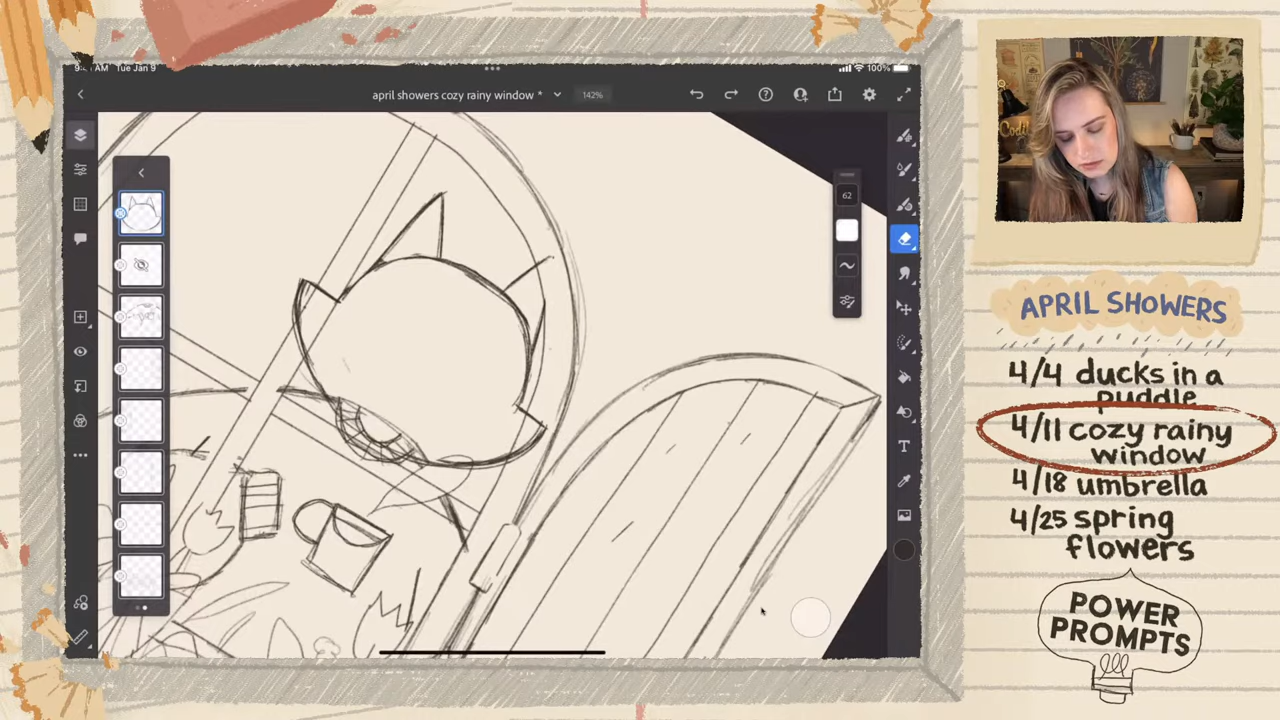 Tue Jan 9
100%
april showers cozy rainy window *
142%
62
T
APRIL SHOWERS
4/4 ducks in a
puddle
4/11 cozy rainy
window
4/18 umbrella
4/25 spring
flowers
POWER
PROMPTS